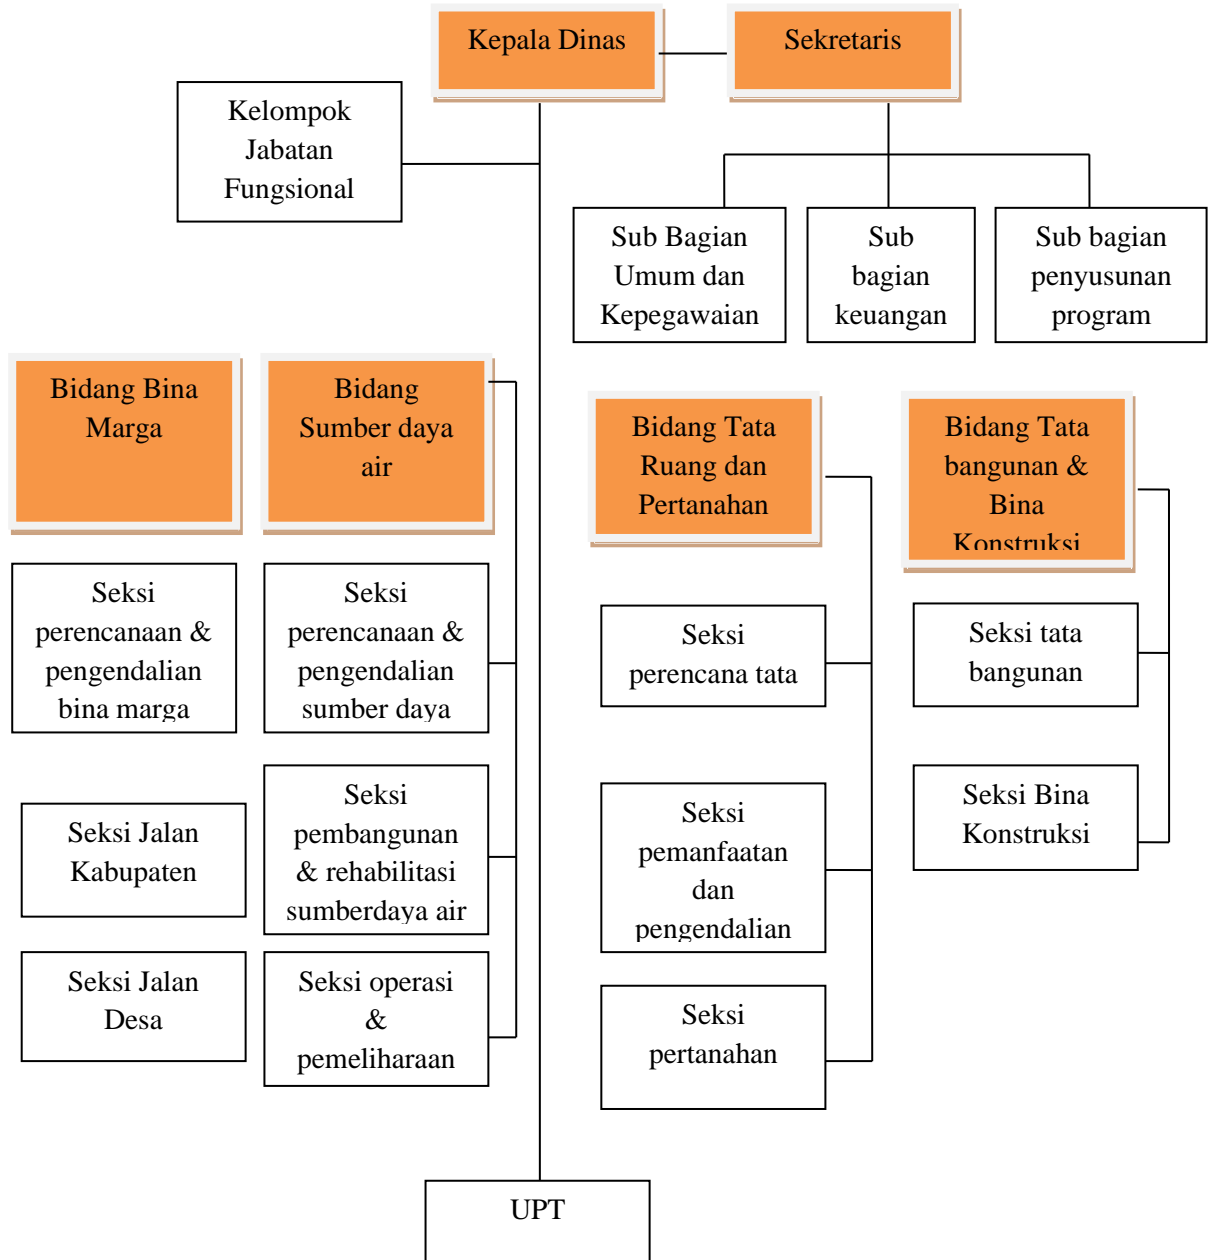 Kepala Dinas
Sekretaris
Kelompok
Jabatan
Fungsional
Sub Bagian
Umum dan
Kepegawaian
Sub
bagian
keuangan
Sub bagian
penyusunan
program
Bidang Bina
Marga
Bidang
Sumber daya
air
Bidang Tata
Ruang dan
Pertanahan
Bidang Tata
bangunan &
Bina
Konstruksi
Seksi
perencanaan &
pengendalian
bina marga
Seksi
perencanaan &
pengendalian
sumber daya
Seksi
perencana tata
Seksi tata
bangunan
Seksi Jalan
Kabupaten
Seksi
pembangunan
& rehabilitasi
sumberdaya air
Seksi
pemanfaatan
dan
pengendalian
Seksi Bina
Konstruksi
Seksi Jalan
Desa
Seksi operasi
&
pemeliharaan
Seksi
pertanahan
UPT